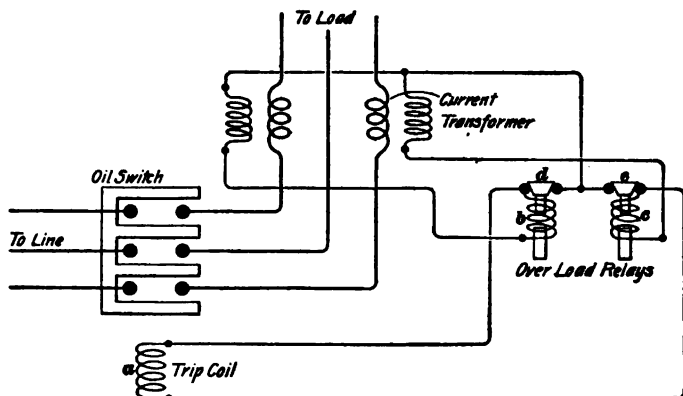 To Load
Current
Transformer
Oil Switch
d
e
b
c
To Line
Over Load Relays
a
Trip Coil